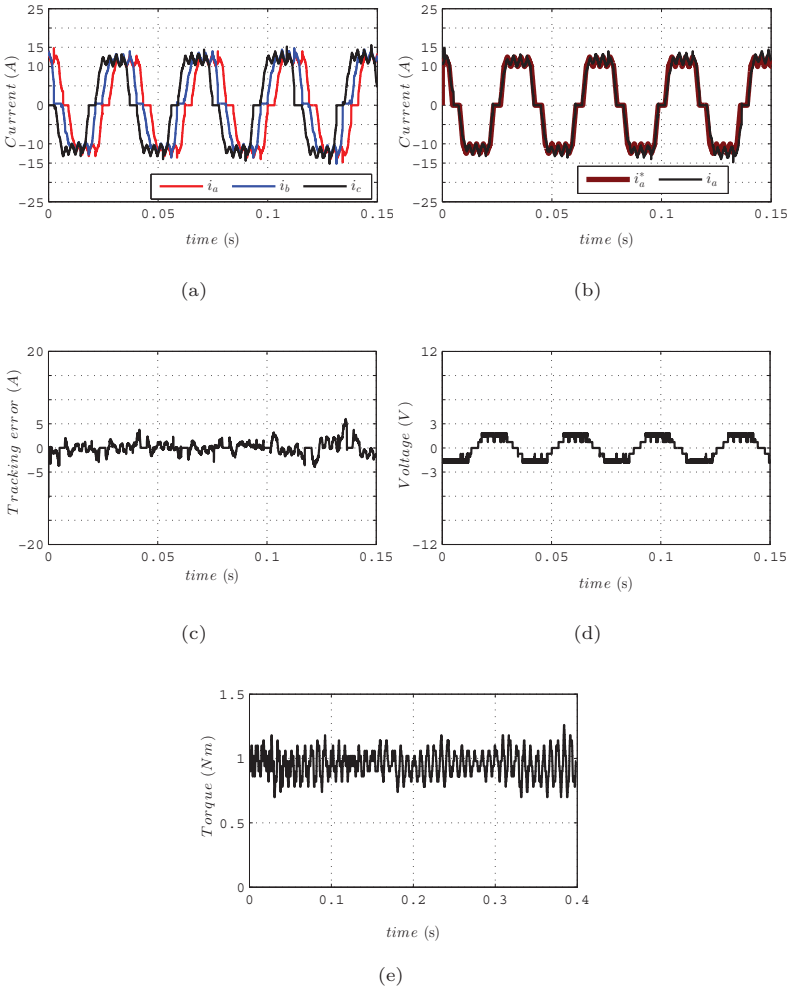 25
15
10
0
-10
-15
-25
Current (A)
i_a i_b i_c
0 0.05 0.1 0.15
time (s)
(a)
25
15
10
0
-10
-15
-25
Current (A)
i_a^* i_a
0 0.05 0.1 0.15
time (s)
(b)
20
5
0
-5
-20
Tracking error (A)
0 0.05 0.1 0.15
time (s)
(c)
12
3
0
-3
-12
Voltage (V)
0 0.05 0.1 0.15
time (s)
(d)
1.5
1
0.5
0
Torque (Nm)
0 0.1 0.2 0.3 0.4
time (s)
(e)